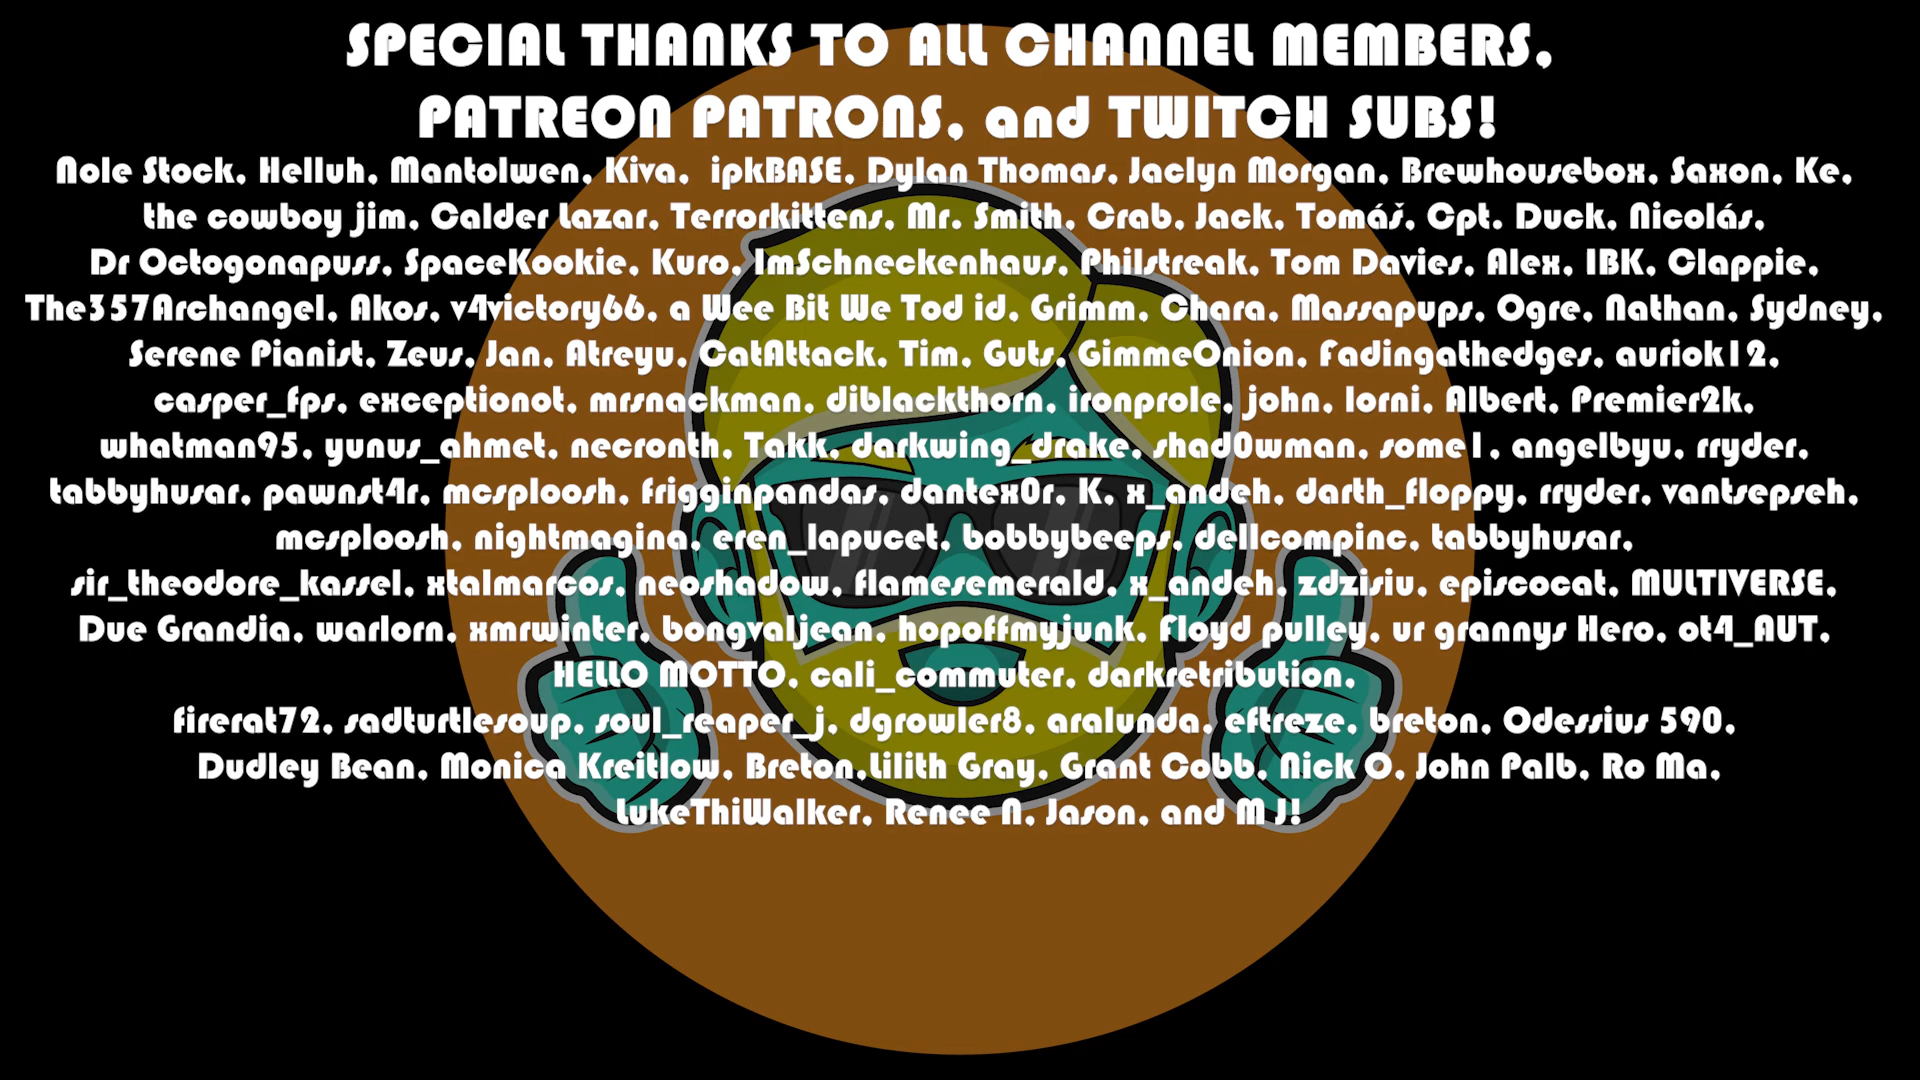 SPECIAL THANKS TO ALL CHANNEL MEMBERS,
PATREON PATRONS, and TWITCH SUBS!
Nole Stock, Helluh, Mantolwen, Kiva,  ipkBASE, Dylan Thomas, Jaclyn Morgan, Brewhousebox, Saxon, Ke,
the cowboy jim, Calder Lazar, Terrorkittens, Mr. Smith, Crab, Jack, Tomáš, Cpt. Duck, Nicolás,
Dr Octogonapuss, SpaceKookie, Kuro, ImSchneckenhaus, Philstreak, Tom Davies, Alex, IBK, Clappie,
The357Archangel, Akos, v4victory66, a Wee Bit We Tod id, Grimm, Chara, Massapups, Ogre, Nathan, Sydney,
Serene Pianist, Zeus, Jan, Atreyu, CatAttack, Tim, Guts, GimmeOnion, Fadingathedges, auriok12,
casper_fps, exceptionot, mrsnackman, diblackthorn, ironprole, john, lorni, Albert, Premier2k,
whatman95, yunus_ahmet, necronth, Takk, darkwing_drake, shad0wman, some1, angelbyu, rryder,
tabbyhusar, pawnst4r, mcsploosh, frigginpandas, dantex0r, K, x_andeh, darth_floppy, rryder, vantsepseh,
mcsploosh, nightmagina, eren_lapucet, bobbybeeps, dellcompinc, tabbyhusar,
sir_theodore_kassel, xtalmarcos, neoshadow, flamesemerald, x_andeh, zdzisiu, episcocat, MULTIVERSE,
Due Grandia, warlorn, xmrwinter, bongvaljean, hopoffmyjunk, Floyd pulley, ur grannys Hero, ot4_AUT,
HELLO MOTTO, cali_commuter, darkretribution,
firerat72, sadturtlesoup, soul_reaper_j, dgrowler8, aralunda, eftreze, breton, Odessius 590,
Dudley Bean, Monica Kreitlow, Breton,Lilith Gray, Grant Cobb, Nick O, John Palb, Ro Ma,
LukeThiWalker, Renee N, Jason, and M J!